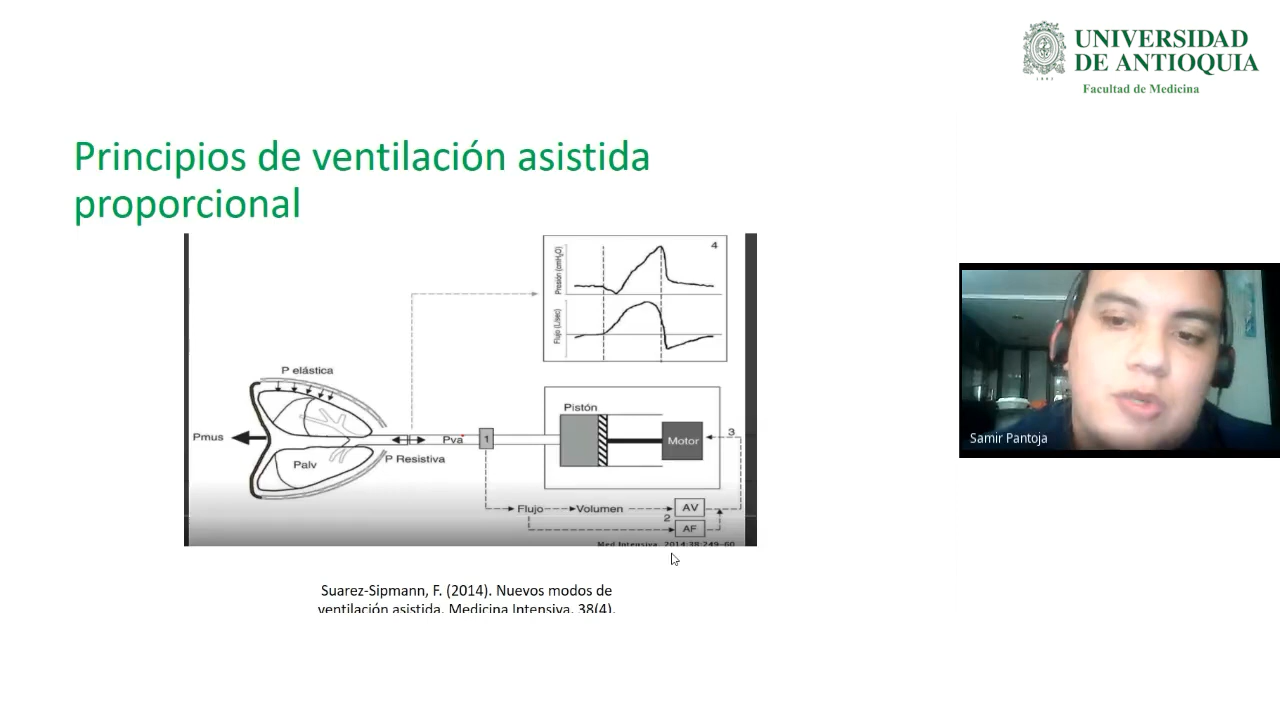 UNIVERSIDAD
DE ANTIOQUIA
Facultad de Medicina
1803
Principios de ventilación asistida
proporcional
4
Presión (cmH2O)
Flujo (L/sec)
P elástica
Pistón
Pmus
Pva
1
Motor
3
P Resistiva
Palv
Flujo
Volumen
AV
2
AF
Med Intensiva. 2014;38:249-60
Samir Pantoja
Suarez-Sipmann, F. (2014). Nuevos modos de
ventilación asistida. Medicina Intensiva, 38(4),